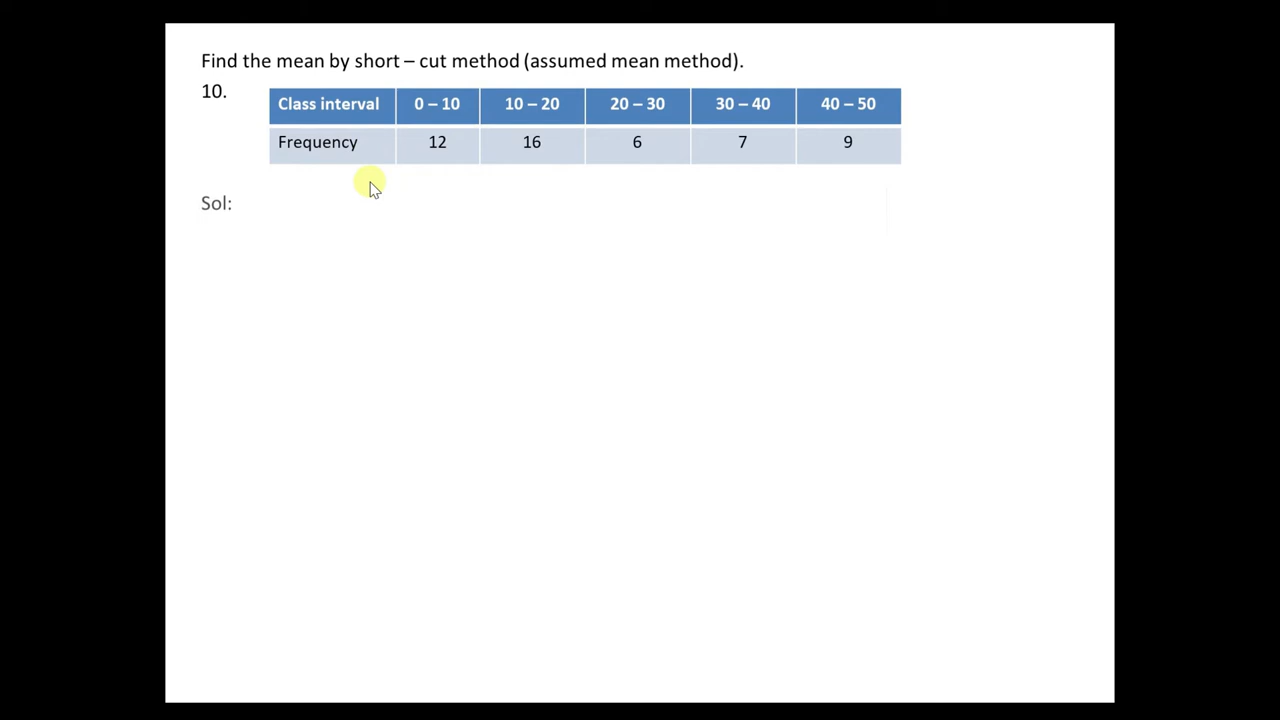 Find the mean by short – cut method (assumed mean method).
10.
Class interval 0 – 10 10 – 20 20 – 30 30 – 40 40 – 50
Frequency 12 16 6 7 9
Sol: